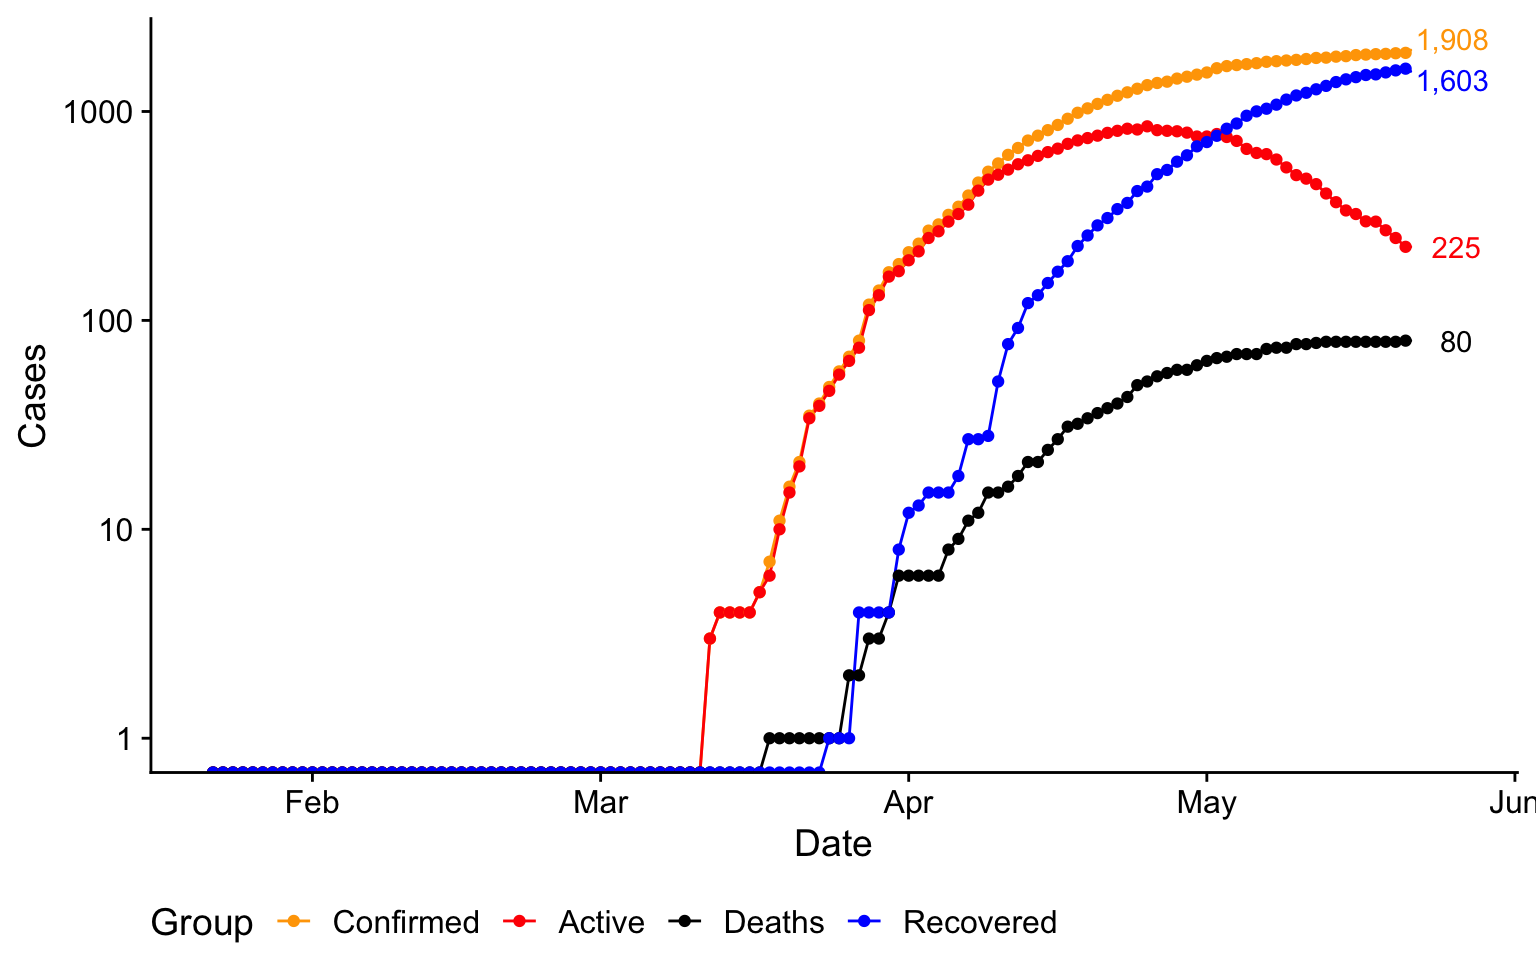 1,908
1,603
225
80
1000
100
10
1
Cases
Feb Mar Apr May Jun
Date
Group Confirmed Active Deaths Recovered